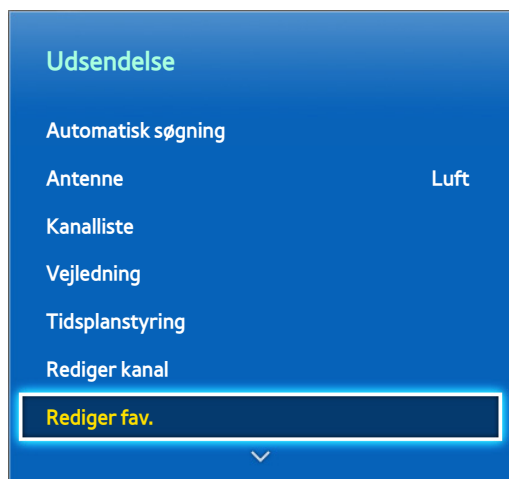 Udsendelse
Automatisk søgning
Antenne Luft
Kanalliste
Vejledning
Tidsplanstyring
Rediger kanal
Rediger fav.